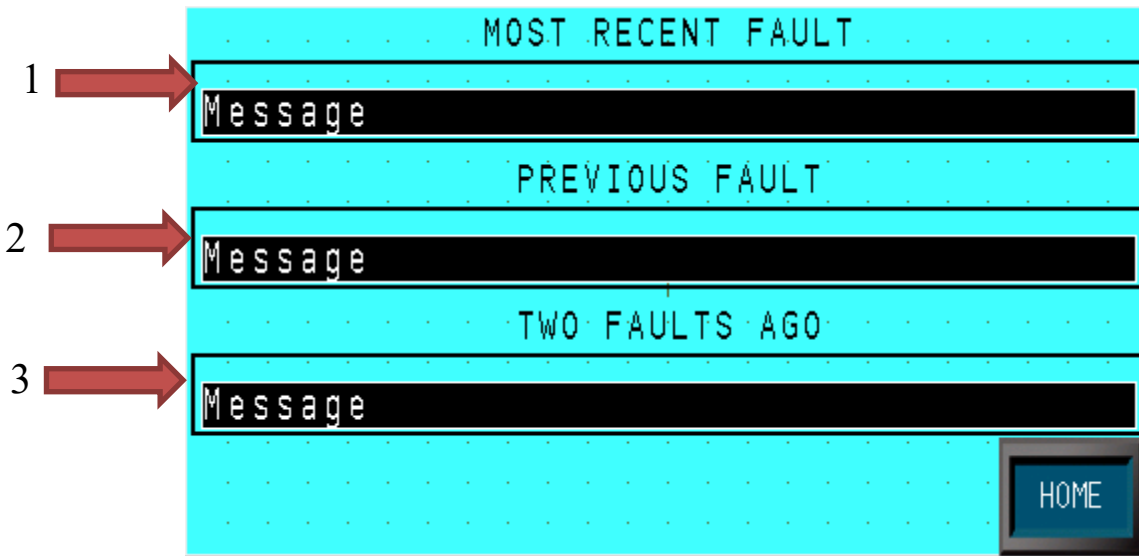 MOST RECENT FAULT
1
Message
PREVIOUS FAULT
2
Message
TWO FAULTS AGO
3
Message
HOME